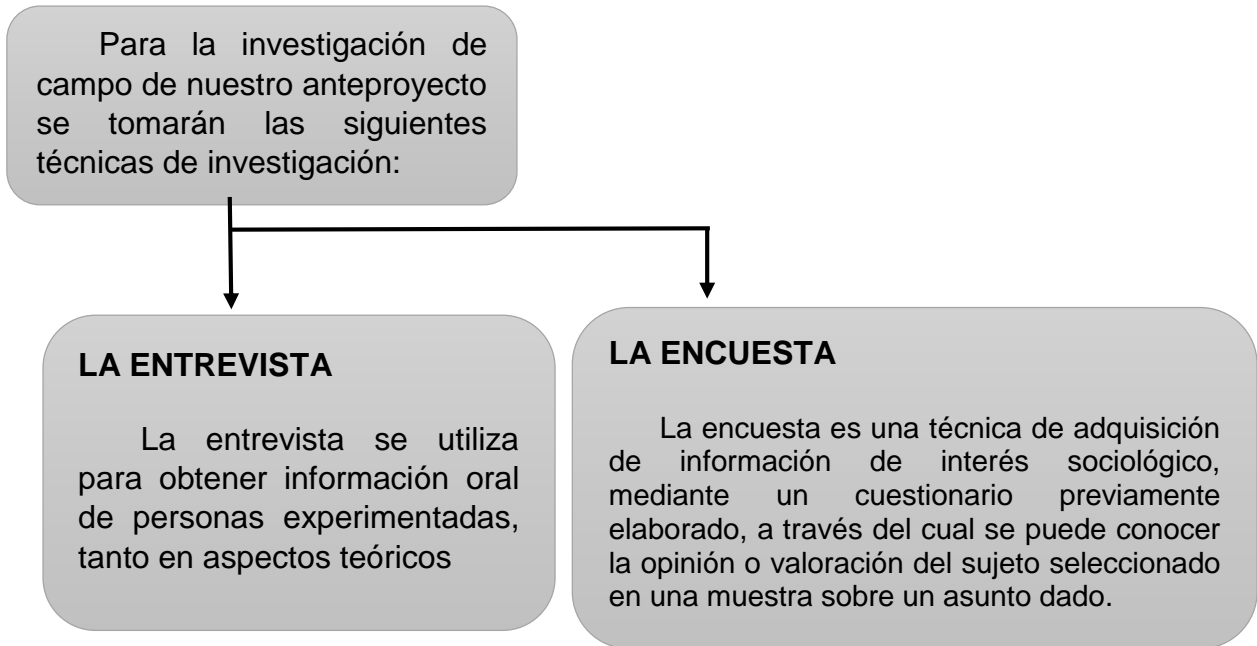 Para la investigación de
campo de nuestro anteproyecto
se tomarán las siguientes
técnicas de investigación:
LA ENTREVISTA
La entrevista se utiliza
para obtener información oral
de personas experimentadas,
tanto en aspectos teóricos
LA ENCUESTA
La encuesta es una técnica de adquisición
de información de interés sociológico,
mediante un cuestionario previamente
elaborado, a través del cual se puede conocer
la opinión o valoración del sujeto seleccionado
en una muestra sobre un asunto dado.